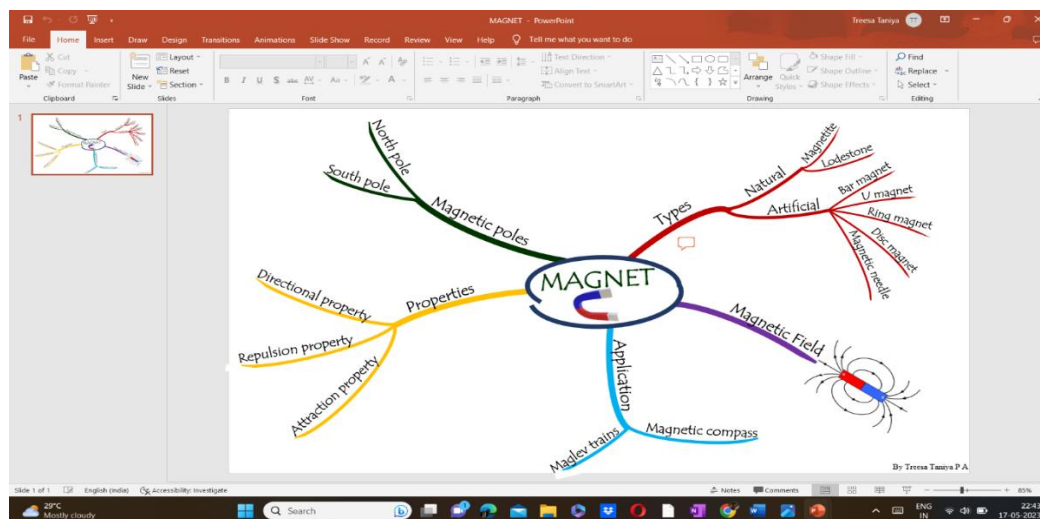 MAGNET - PowerPoint
Treesa Taniya
TT
File Home Insert Draw Design Transitions Animations Slide Show Record Review View Help Tell me what you want to do
Paste
Cut
Copy
Format Painter
Clipboard
New
Slide
Layout
Reset
Section
Slides
Font
Text Direction
Align Text
Convert to SmartArt
Paragraph
Arrange
Quick
Styles
Shape Fill
Shape Outline
Shape Effects
Drawing
Find
Replace
Select
Editing
1
North pole
South pole
Magnetic poles
Types
Natural
Magnetite
Lodestone
Artificial
Bar magnet
U magnet
Ring magnet
Disc magnet
Magnetic needle
MAGNET
Directional property
Properties
Repulsion property
Attraction property
Magnetic Field
Application
Maglev trains
Magnetic compass
By Treesa Taniya P A
Slide 1 of 1 English (India) Accessibility: Investigate
Notes Comments 85%
29°C
Mostly cloudy
Search
ENG
IN
22:43
17-05-2023